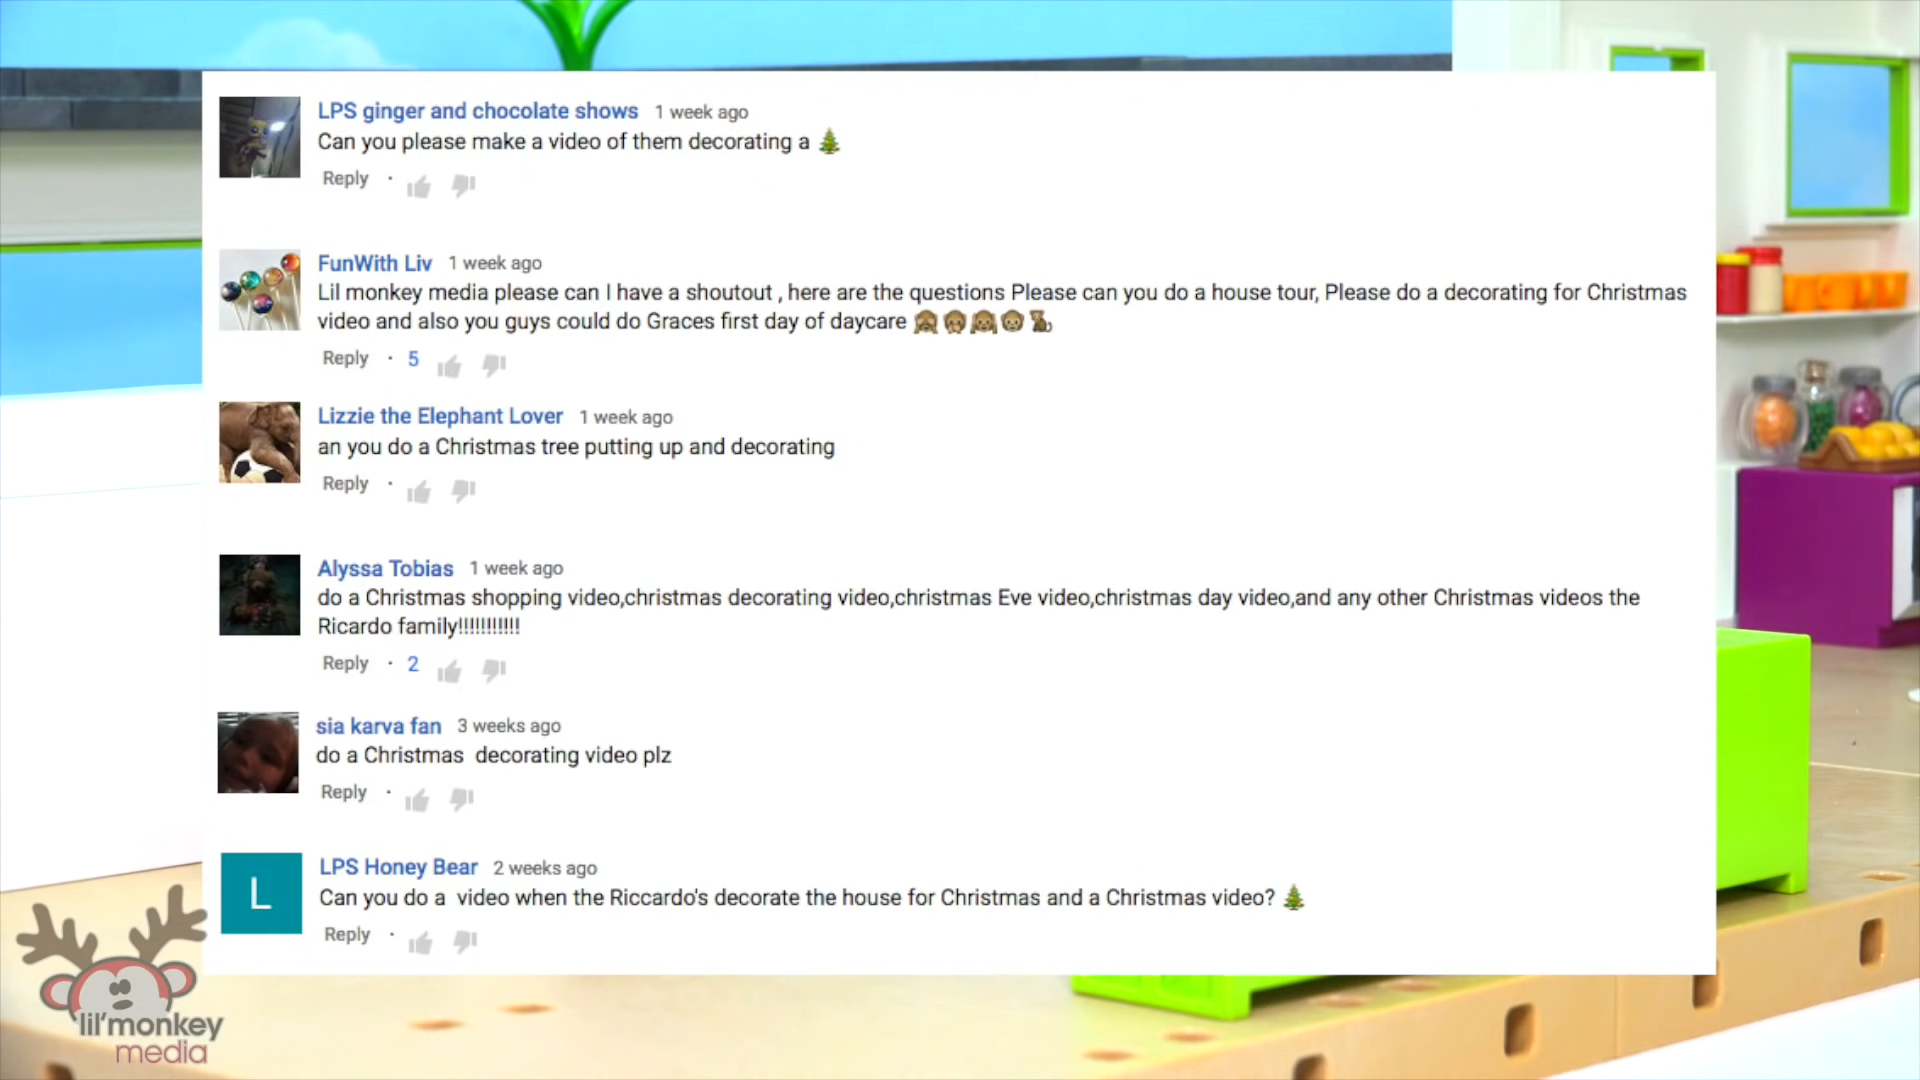 LPS ginger and chocolate shows 1 week ago
Can you please make a video of them decorating a 🎄
Reply ·
FunWith Liv 1 week ago
Lil monkey media please can I have a shoutout , here are the questions Please can you do a house tour, Please do a decorating for Christmas
video and also you guys could do Graces first day of daycare 🙈🙊🙉🐵🐒
Reply · 5
Lizzie the Elephant Lover 1 week ago
an you do a Christmas tree putting up and decorating
Reply ·
Alyssa Tobias 1 week ago
do a Christmas shopping video,christmas decorating video,christmas Eve video,christmas day video,and any other Christmas videos the
Ricardo family!!!!!!!!!!!
Reply · 2
sia karva fan 3 weeks ago
do a Christmas  decorating video plz
Reply ·
L
LPS Honey Bear 2 weeks ago
Can you do a  video when the Riccardo's decorate the house for Christmas and a Christmas video? 🎄
Reply ·
lil'monkey
media